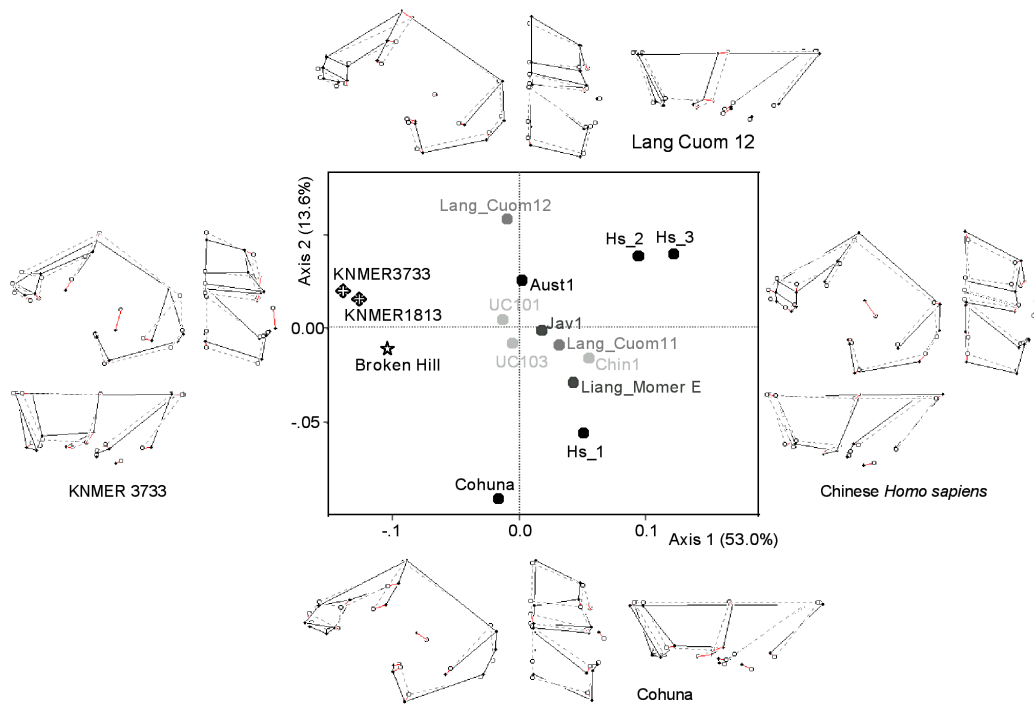 Lang Cuom 12
Axis 2 (13.6%)
Lang_Cuom12
Hs_2
Hs_3
KNMER3733
Aust1
UC101
KNMER1813
0.00
Jav1
Lang_Cuom11
Broken Hill
UC103
Chin1
Liang_Momer E
-.05
Hs_1
Cohuna
KNMER 3733
Chinese Homo sapiens
-.1
0.0
0.1
Axis 1 (53.0%)
Cohuna